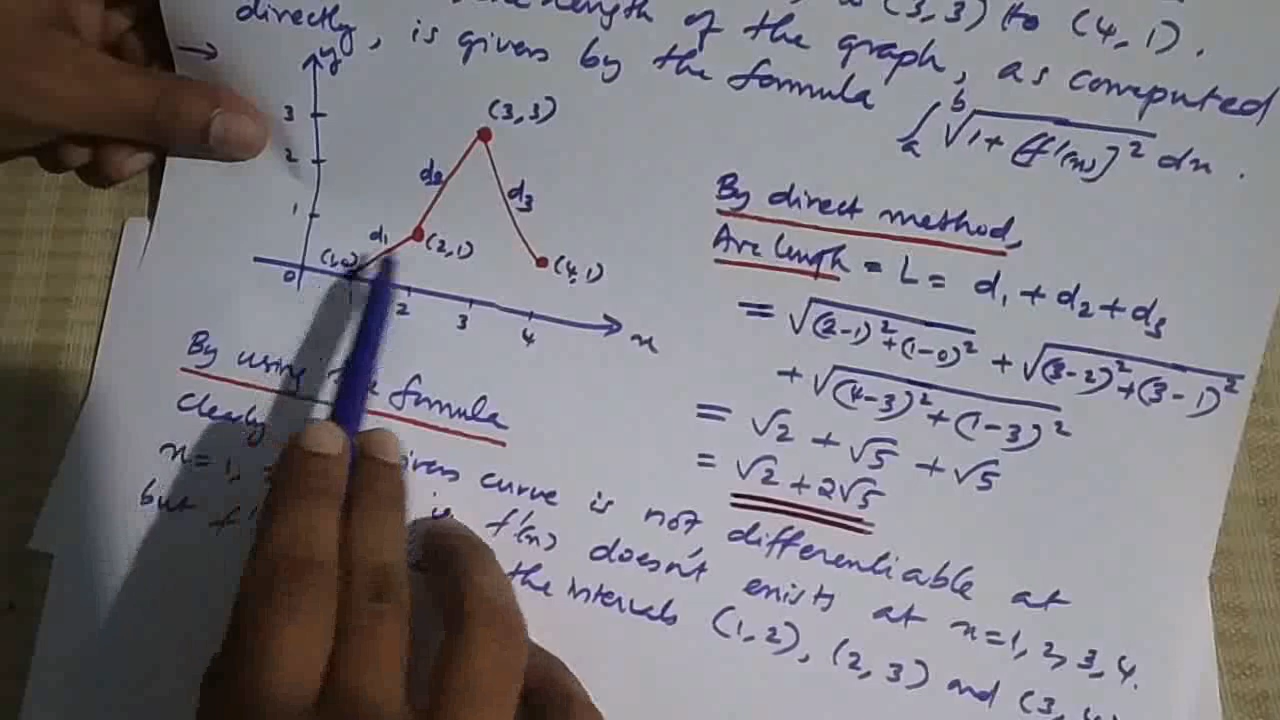 (3, 3) to (4, 1).
length of the graph, as computed
directly, is given by the formula ∫ₐᵇ √1+(f'(x))² dx.
→
y
3
2
1
0
2
3
4
x
(1,0)
d₁
(2,1)
d₂
(3, 3)
d₃
(4,1)
By direct method,
Arc length = L = d₁ + d₂ + d₃
= √(2-1)²+(1-0)² + √(3-2)²+(3-1)²
+ √(4-3)²+(1-3)²
= √2 + √5 + √5
= √2 + 2√5
By using the formula
Clearly given curve is not differentiable at
x=1, f'(x) doesn't exists at x=1, 2, 3, 4.
but the intervals (1, 2), (2, 3) and (3,